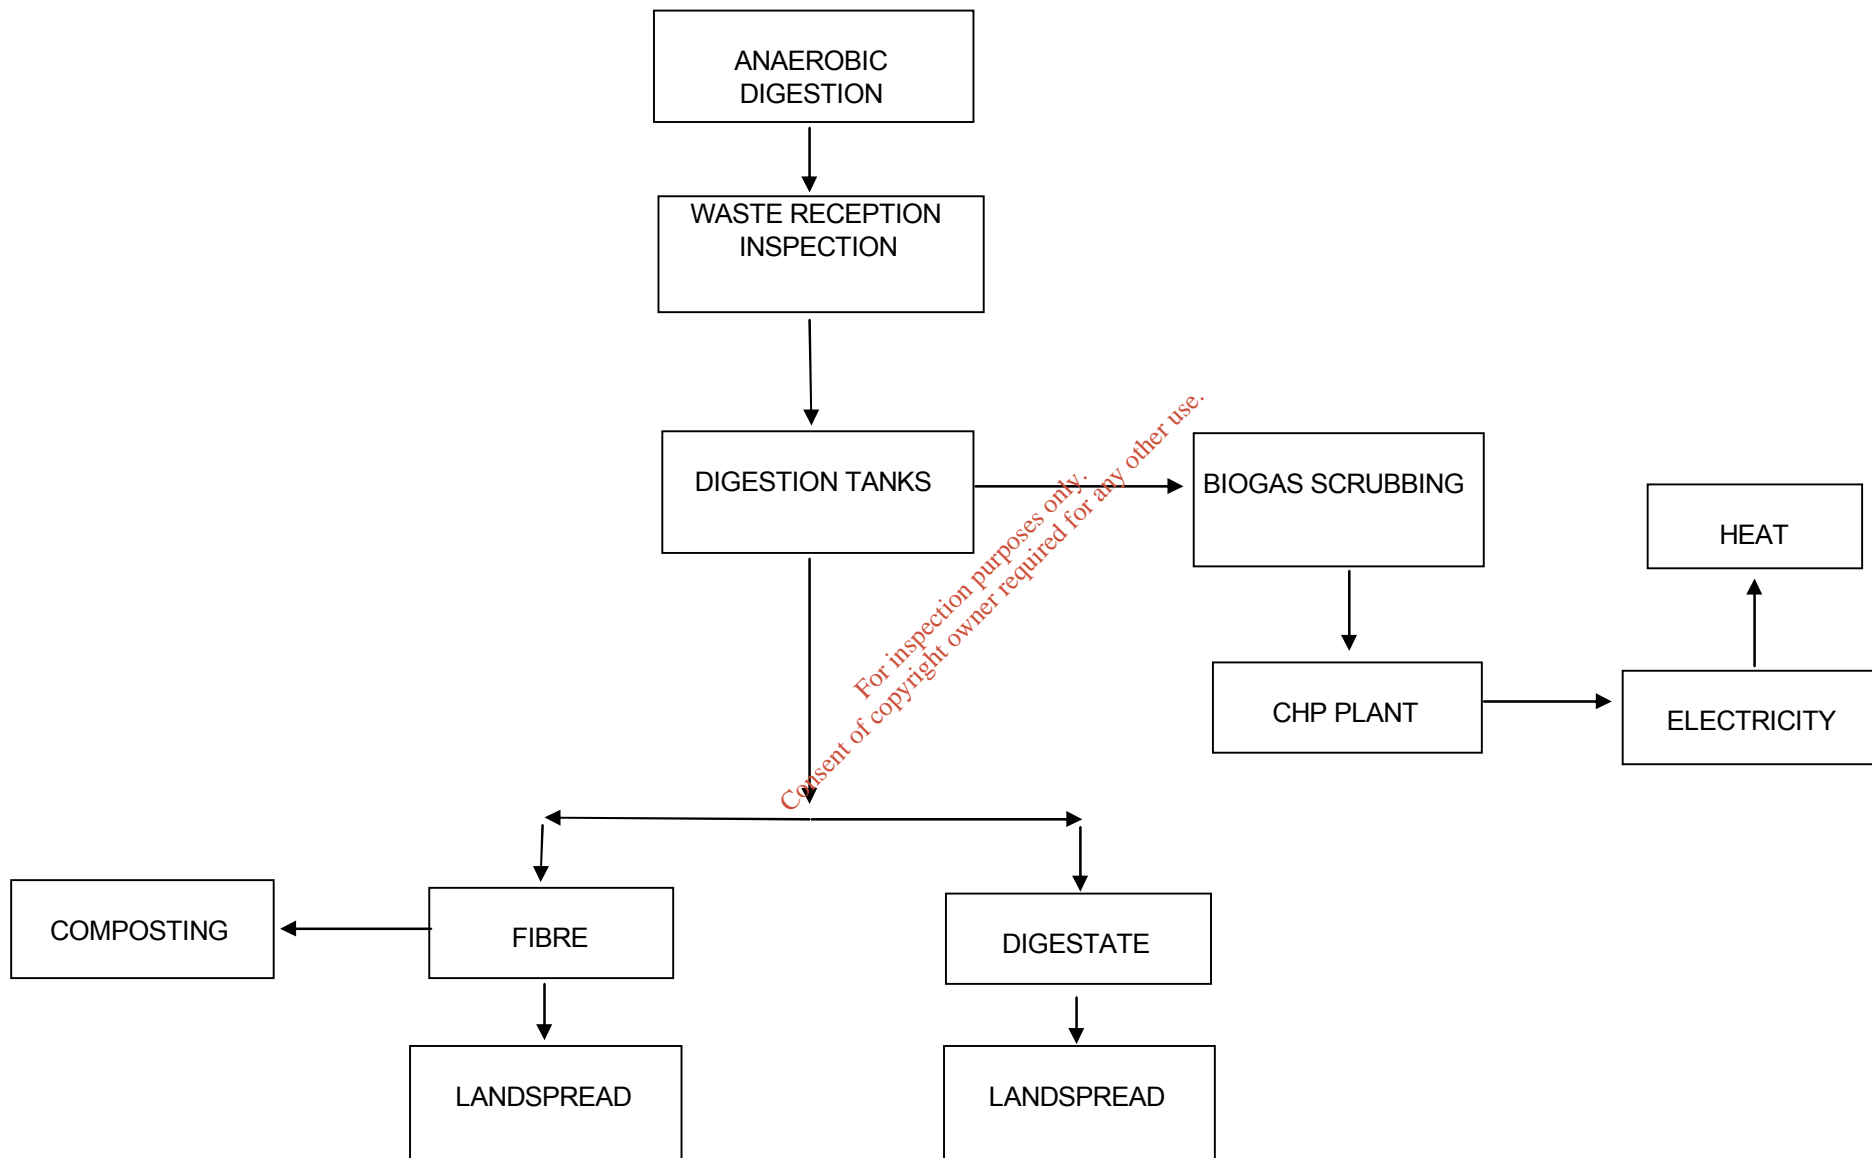 ANAEROBIC
DIGESTION
WASTE RECEPTION
INSPECTION
DIGESTION TANKS
BIOGAS SCRUBBING
HEAT
CHP PLANT
ELECTRICITY
For inspection purposes only.
Consent of copyright owner required for any other use.
COMPOSTING
FIBRE
DIGESTATE
LANDSPREAD
LANDSPREAD